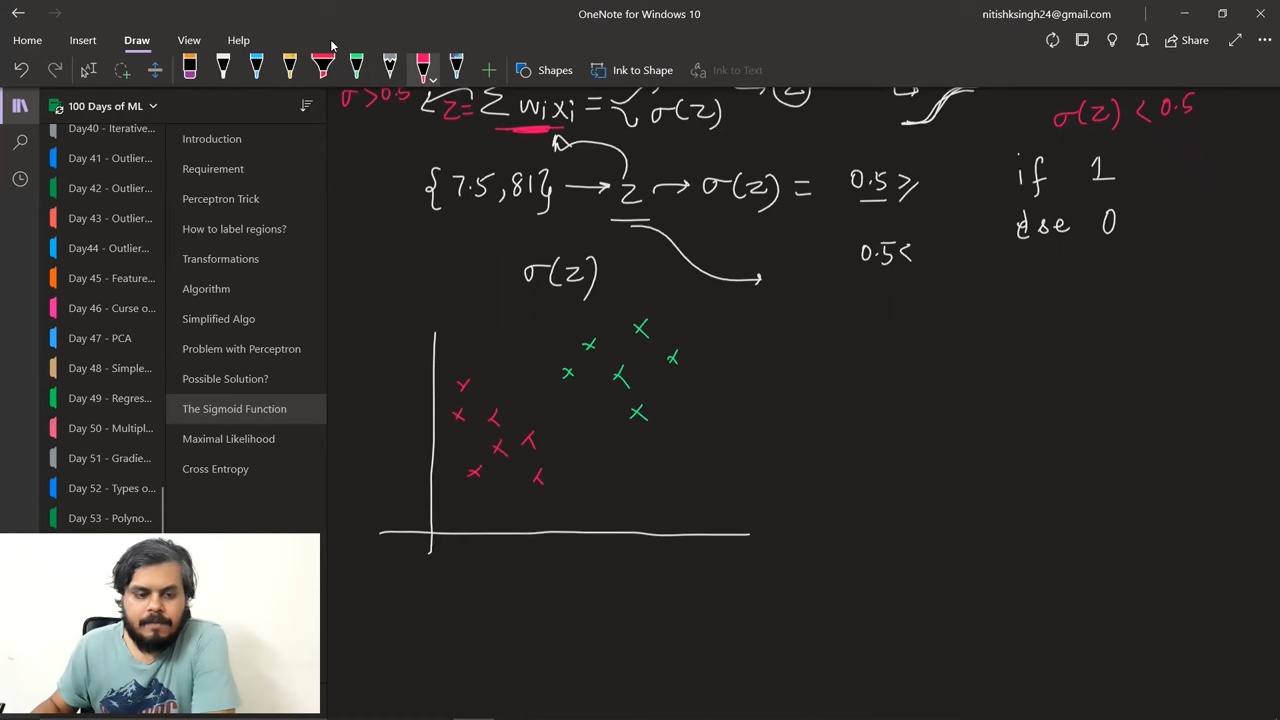 OneNote for Windows 10
nitishksingh24@gmail.com
Home
Insert
Draw
View
Help
Share
Shapes
Ink to Shape
Ink to Text
100 Days of ML
Day40 - Iterative...
Day 41 - Outlier...
Day 42 - Outlier...
Day 43 - Outlier...
Day44 - Outlier...
Day 45 - Feature...
Day 46 - Curse o...
Day 47 - PCA
Day 48 - Simple...
Day 49 - Regres...
Day 50 - Multipl...
Day 51 - Gradie...
Day 52 - Types o...
Day 53 - Polyno...
Introduction
Requirement
Perceptron Trick
How to label regions?
Transformations
Algorithm
Simplified Algo
Problem with Perceptron
Possible Solution?
The Sigmoid Function
Maximal Likelihood
Cross Entropy
σ>0.5 z= Σ wixi = { σ(z) (z)
σ(z) < 0.5
{7.5,81} → z → σ(z) = 0.5 ≥
if 1
else 0
0.5<
σ(z)